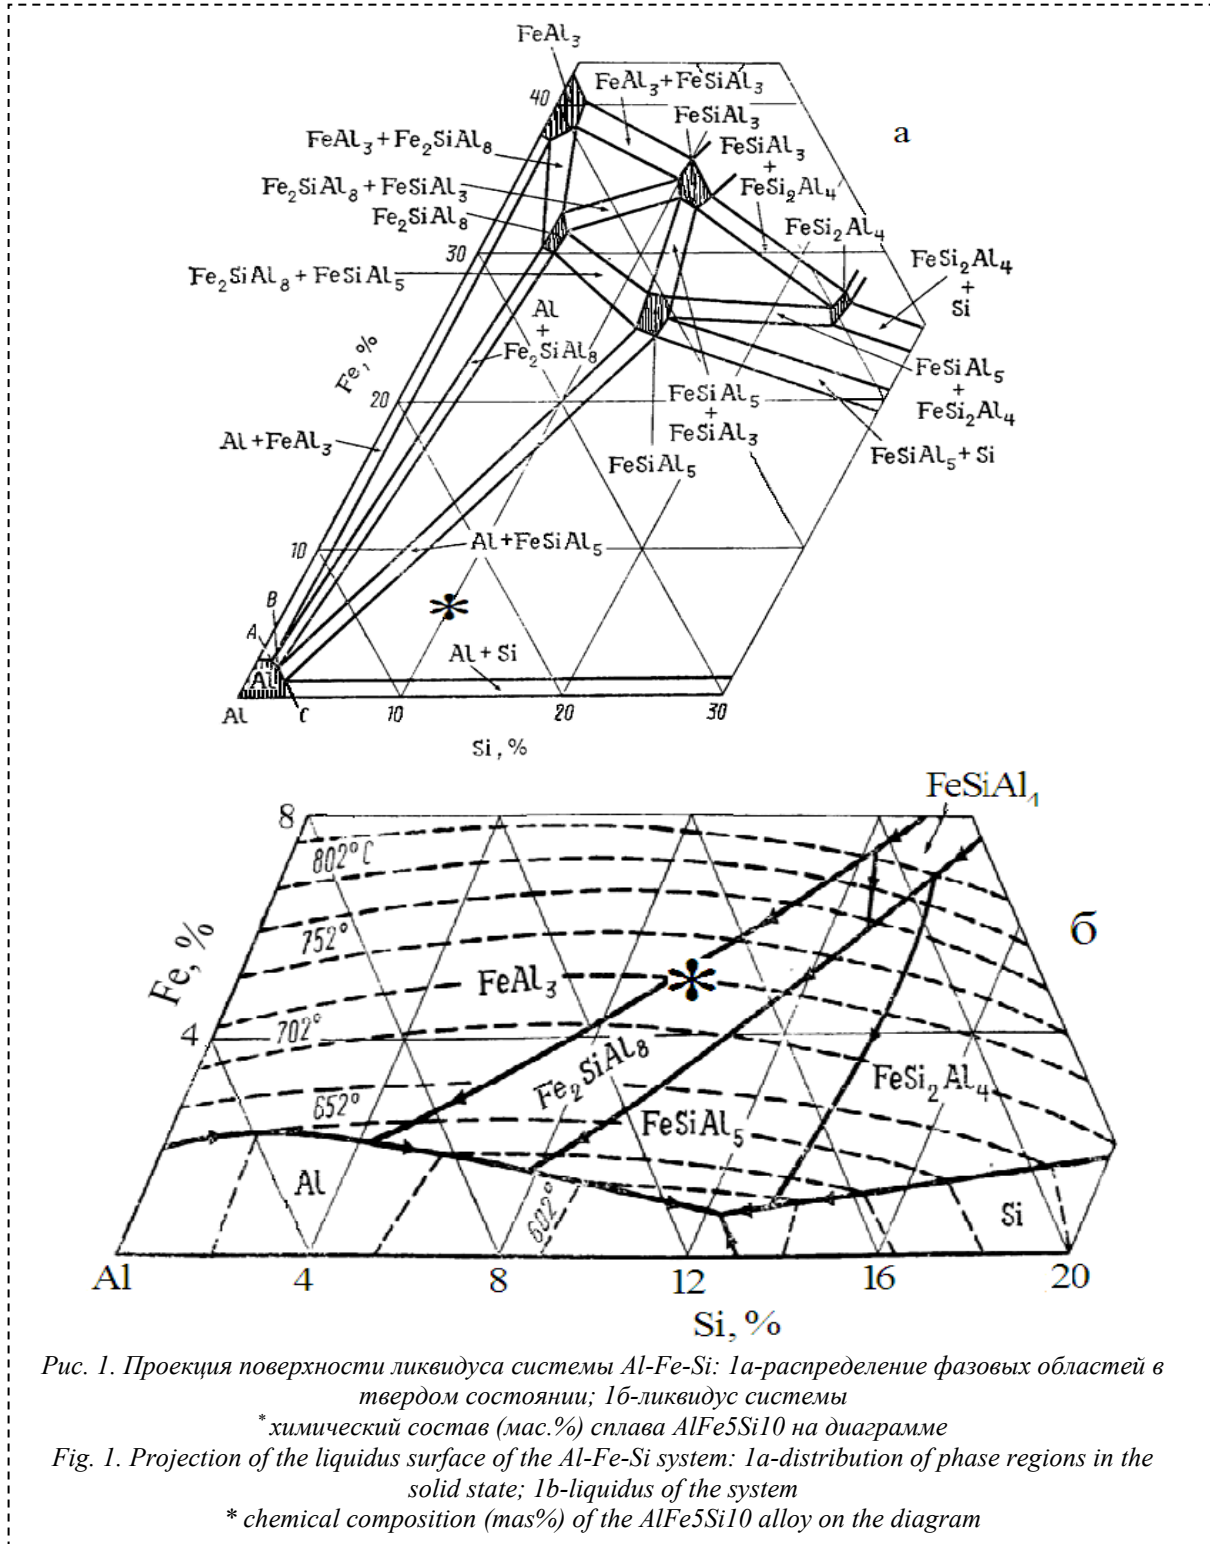 FeAl₃
40
FeAl₃+FeSiAl₃
FeSiAl₃
a
FeAl₃ + Fe₂SiAl₈
FeSiAl₃
+
FeSi₂Al₄
Fe₂SiAl₈ + FeSiAl₃
Fe₂SiAl₈
FeSi₂Al₄
30
FeSi₂Al₄
+
Si
Fe₂SiAl₈ + FeSiAl₅
Al
+
Fe₂SiAl₈
Fe, %
20
FeSiAl₅
+
FeSi₂Al₄
FeSiAl₅
+
FeSiAl₃
Al+FeAl₃
FeSiAl₅
FeSiAl₅+Si
10
Al+FeSiAl₅
*
B
A
Al+Si
Al
Al
C
10
20
30
Si, %
FeSiAl₄
8
802°C
752°
б
Fe, %
FeAl₃
*
4
702°
Fe₂SiAl₈
FeSi₂Al₄
652°
FeSiAl₅
Al
602°
Si
Al
4
8
12
16
20
Si, %
Рис. 1. Проекция поверхности ликвидуса системы Al-Fe-Si: 1а-распределение фазовых областей в
твердом состоянии; 1б-ликвидус системы
* химический состав (мас.%) сплава AlFe5Si10 на диаграмме
Fig. 1. Projection of the liquidus surface of the Al-Fe-Si system: 1a-distribution of phase regions in the
solid state; 1b-liquidus of the system
* chemical composition (mas%) of the AlFe5Si10 alloy on the diagram